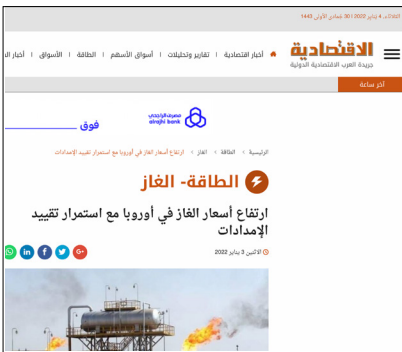 الثلاثاء, 4 يناير 2022 | 30 جمادى الأولى 1443
الاقتصادية
جريدة العرب الاقتصادية الدولية
أخبار اقتصادية | تقارير وتحليلات | أسواق الأسهم | الطاقة | الأسواق | أخبار
آخر ساعة
مصرف الراجحي
alrajhi bank
فوق
الرئيسية > الطاقة > الغاز > ارتفاع أسعار الغاز في أوروبا مع استمرار تقييد الإمدادات
الطاقة- الغاز
ارتفاع أسعار الغاز في أوروبا مع استمرار تقييد
الإمدادات
الاثنين 3 يناير 2022